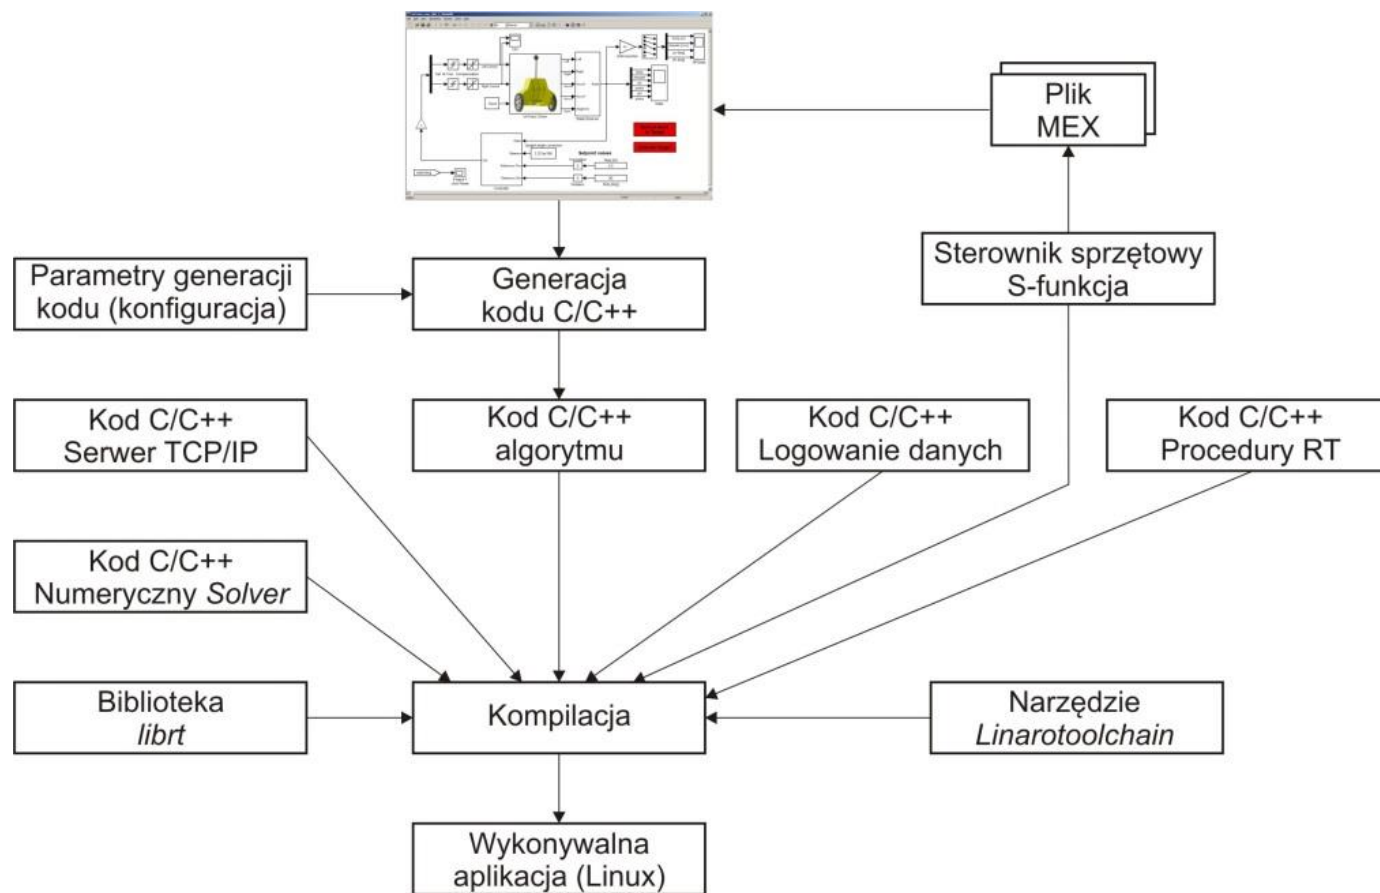 Plik
MEX
Sterownik sprzętowy
S-funkcja
Parametry generacji
kodu (konfiguracja)
Generacja
kodu C/C++
Kod C/C++
Serwer TCP/IP
Kod C/C++
algorytmu
Kod C/C++
Logowanie danych
Kod C/C++
Procedury RT
Kod C/C++
Numeryczny Solver
Biblioteka
librt
Kompilacja
Narzędzie
Linarotoolchain
Wykonywalna
aplikacja (Linux)